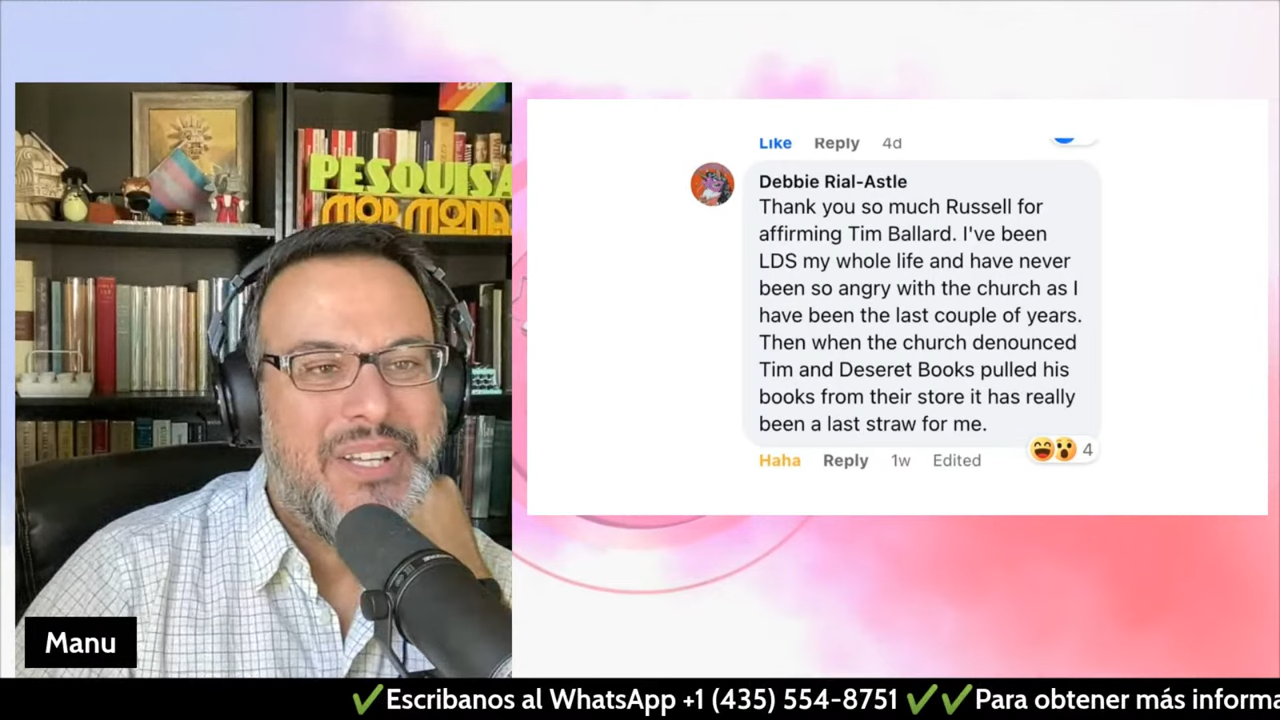 PESQUISA
MORMONA
Manu
Like Reply 4d
Debbie Rial-Astle
Thank you so much Russell for
affirming Tim Ballard. I've been
LDS my whole life and have never
been so angry with the church as I
have been the last couple of years.
Then when the church denounced
Tim and Deseret Books pulled his
books from their store it has really
been a last straw for me.
Haha Reply 1w Edited
4
✔Escribanos al WhatsApp +1 (435) 554-8751 ✔✔Para obtener más informa